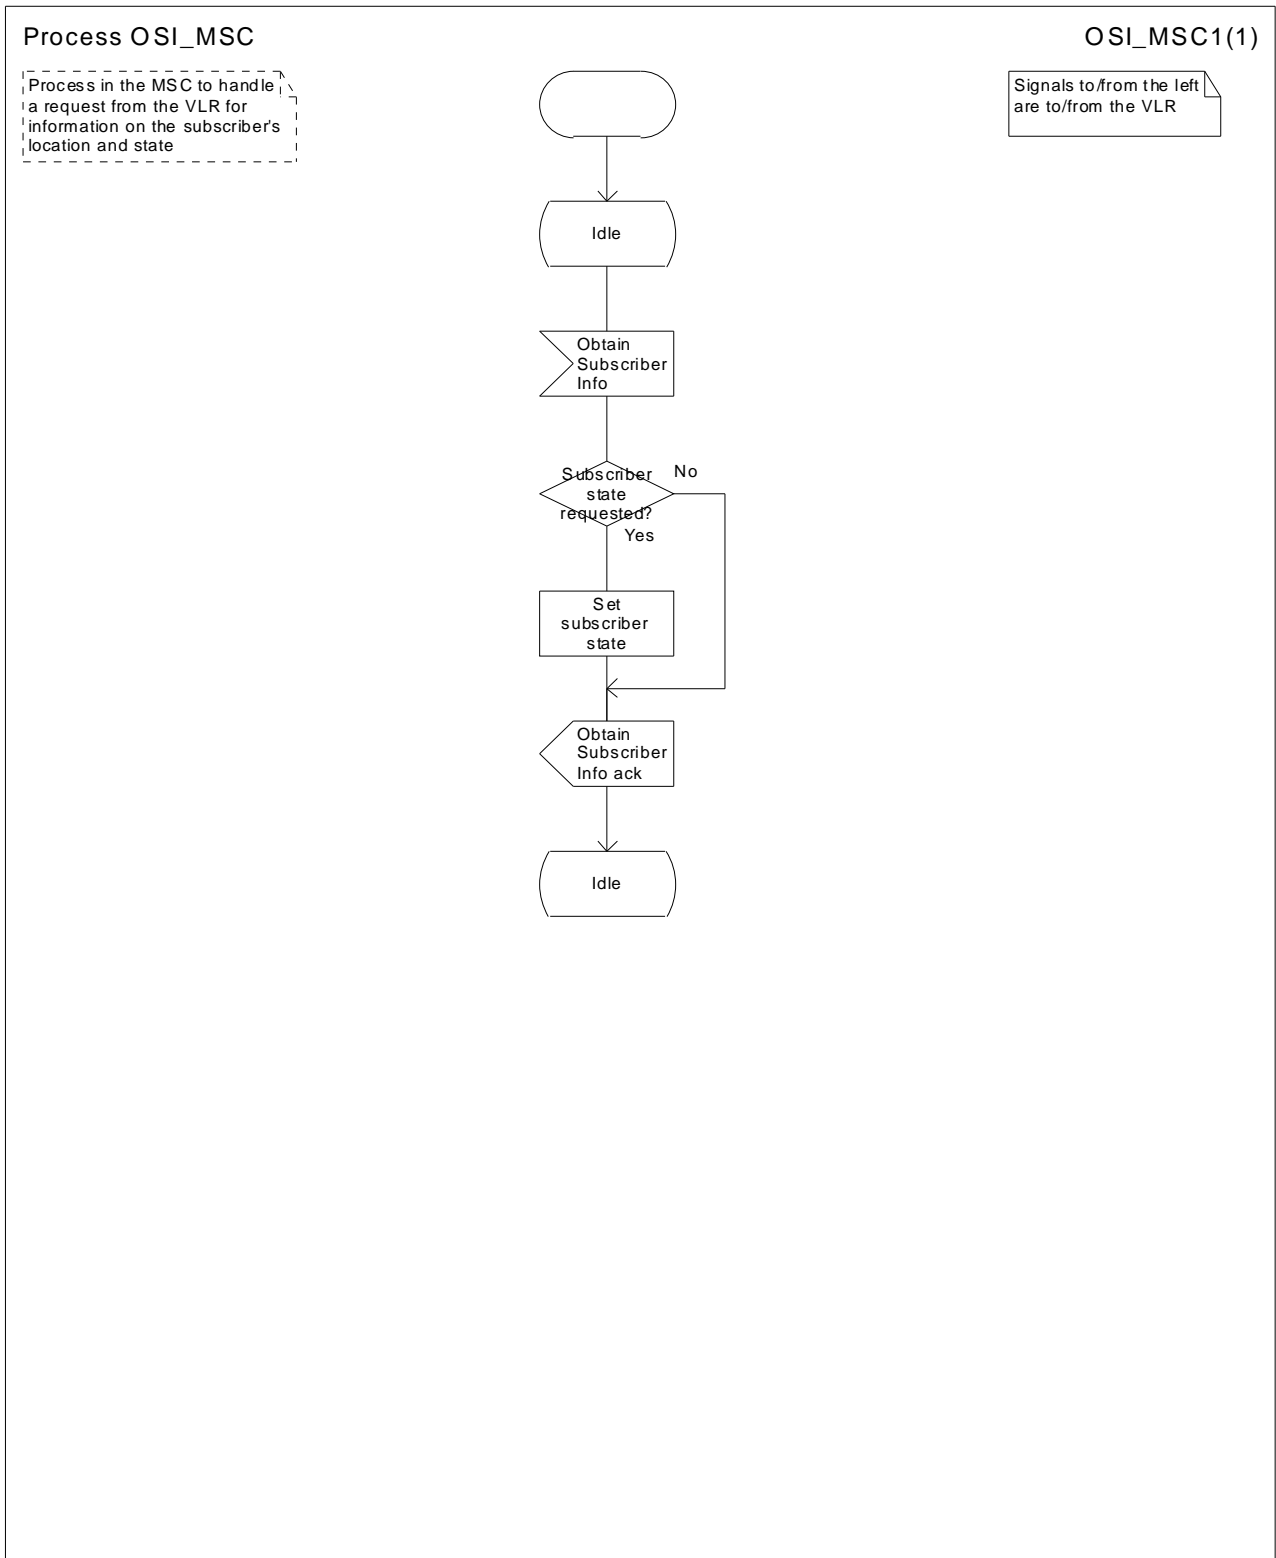 Process OSI_MSC
OSI_MSC1(1)
Process in the MSC to handle
a request from the VLR for
information on the subscriber's
location and state
Signals to/from the left
are to/from the VLR
Idle
Obtain
Subscriber
Info
Subscriber
state
requested?
No
Yes
Set
subscriber
state
Obtain
Subscriber
Info ack
Idle